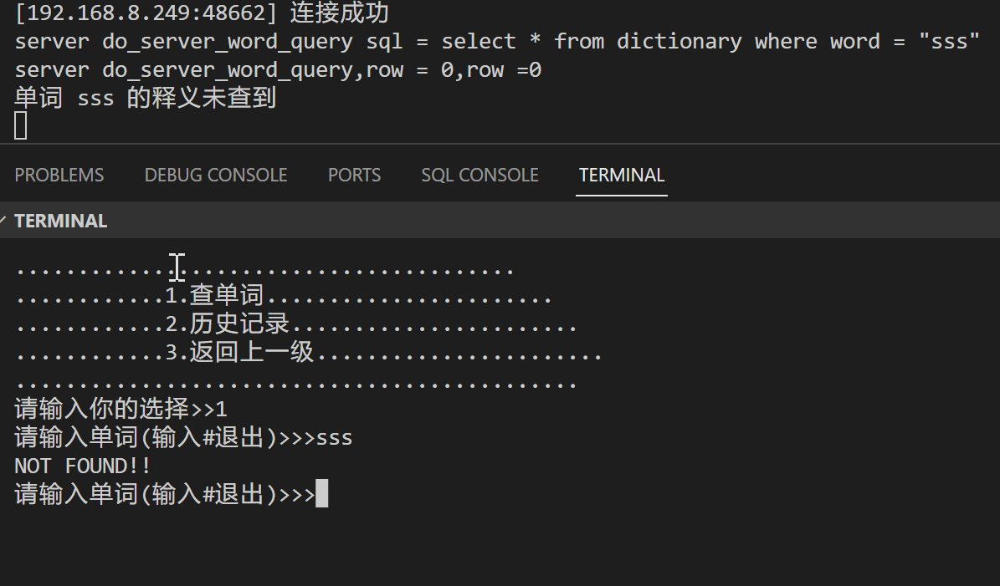 [192.168.8.249:48662] 连接成功
server do_server_word_query sql = select * from dictionary where word = "sss"
server do_server_word_query,row = 0,row =0
单词 sss 的释义未查到
PROBLEMS DEBUG CONSOLE PORTS SQL CONSOLE TERMINAL
TERMINAL
........................................
............1.查单词.......................
............2.历史记录.......................
............3.返回上一级.......................
.............................................
请输入你的选择>>1
请输入单词(输入#退出)>>>sss
NOT FOUND!!
请输入单词(输入#退出)>>>